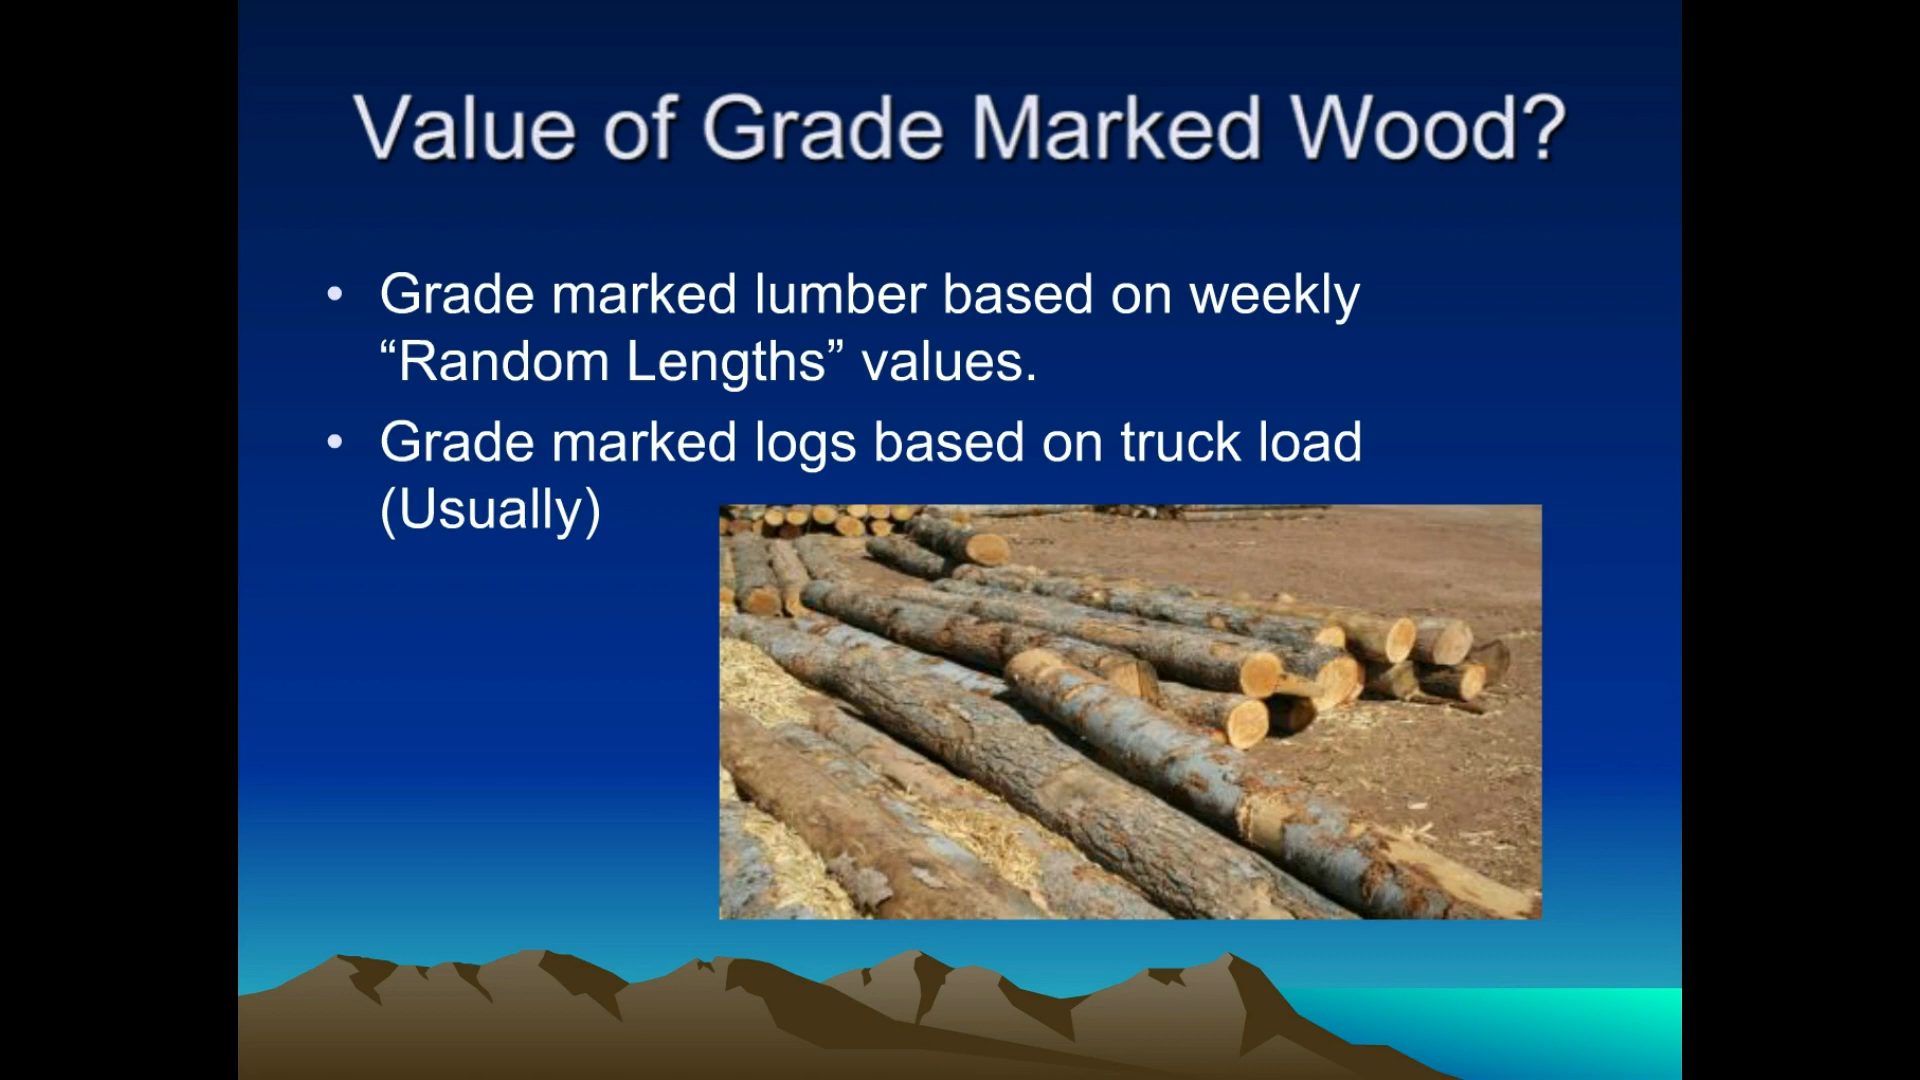 Value of Grade Marked Wood?
• Grade marked lumber based on weekly
“Random Lengths” values.
• Grade marked logs based on truck load
(Usually)